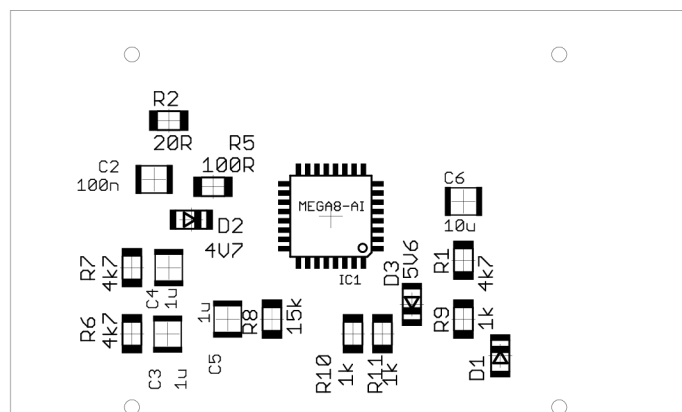 R2
20R
R5
100R
C2
100n
D2
4V7
MEGA8-AI
IC1
C6
10u
R7
4k7
C4
1u
R6
4k7
C3
1u
1u
C5
R8
15k
R10
1k
R11
1k
D3
5V6
R1
4k7
R9
1k
D1